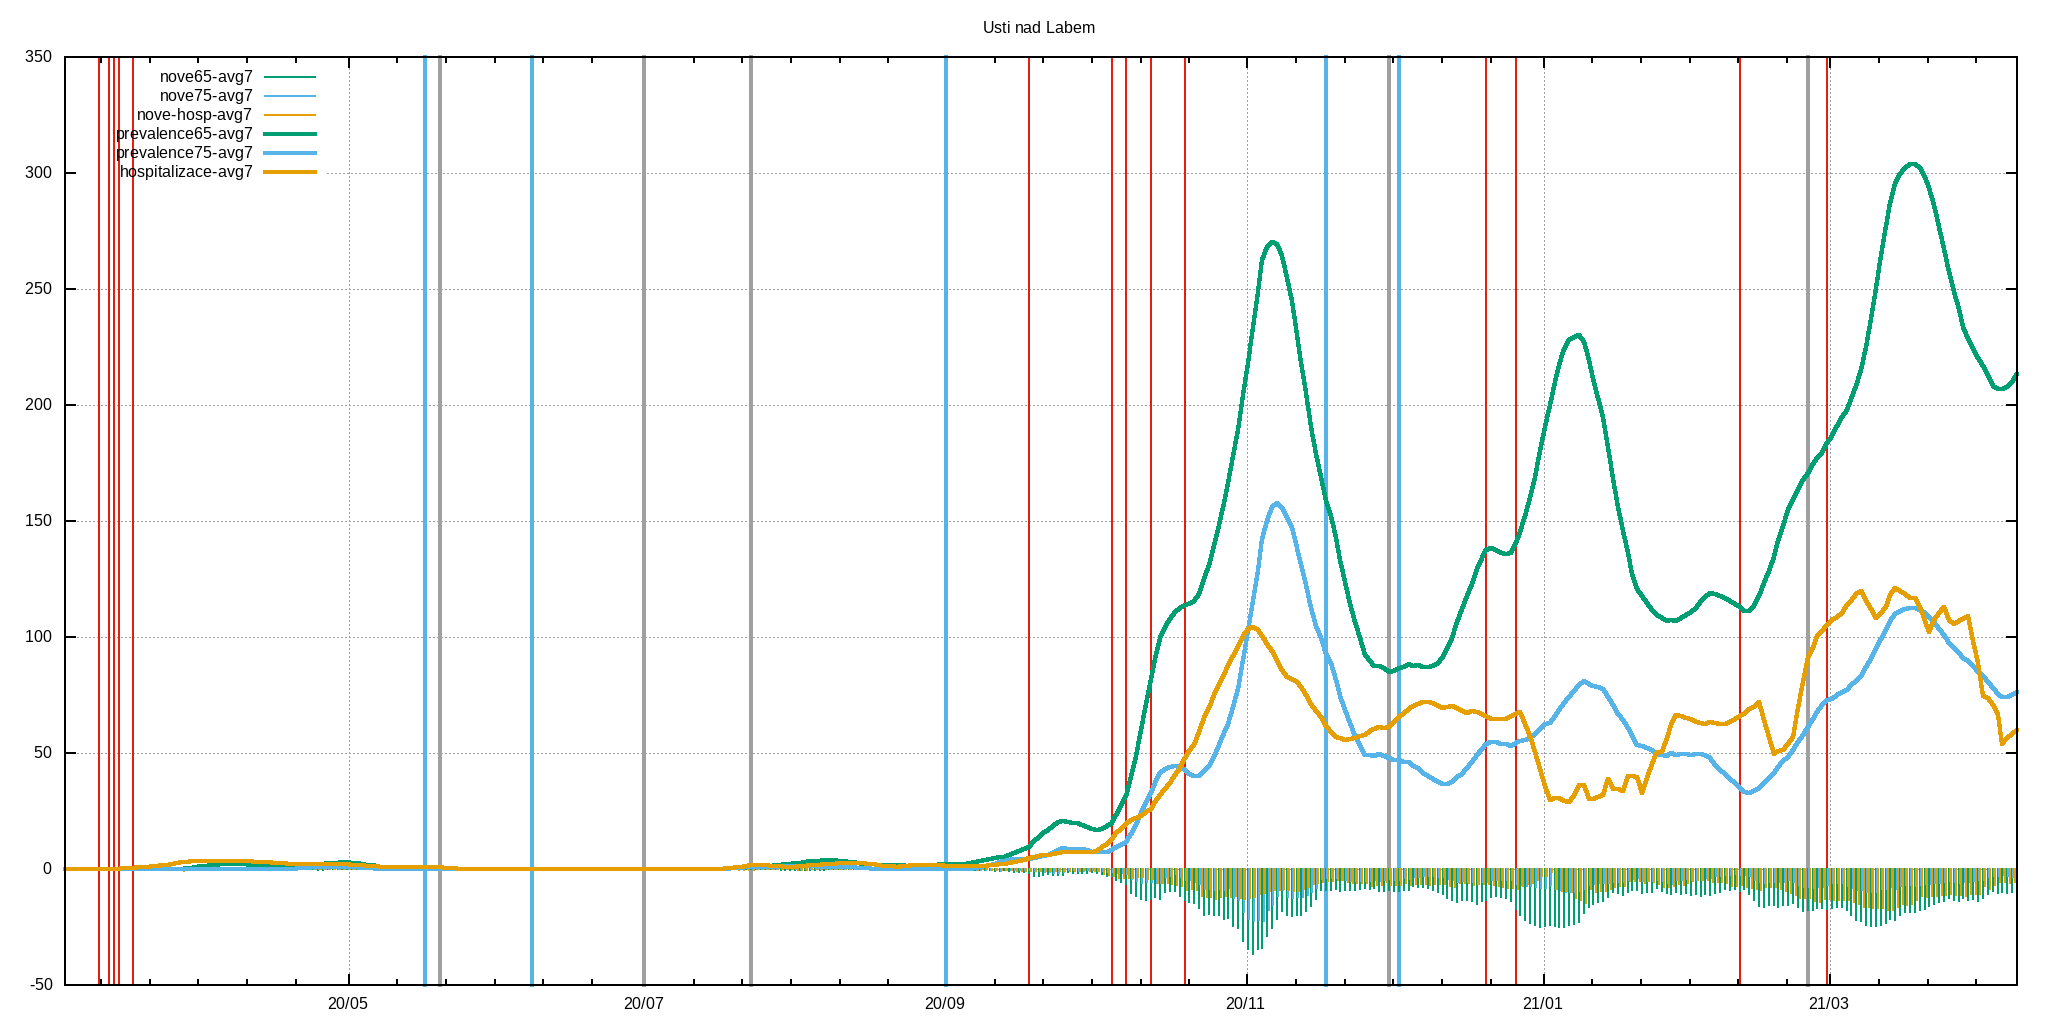 Usti nad Labem
350
300
250
200
150
100
50
0
-50
nove65-avg7
nove75-avg7
nove-hosp-avg7
prevalence65-avg7
prevalence75-avg7
hospitalizace-avg7
20/05 20/07 20/09 20/11 21/01 21/03